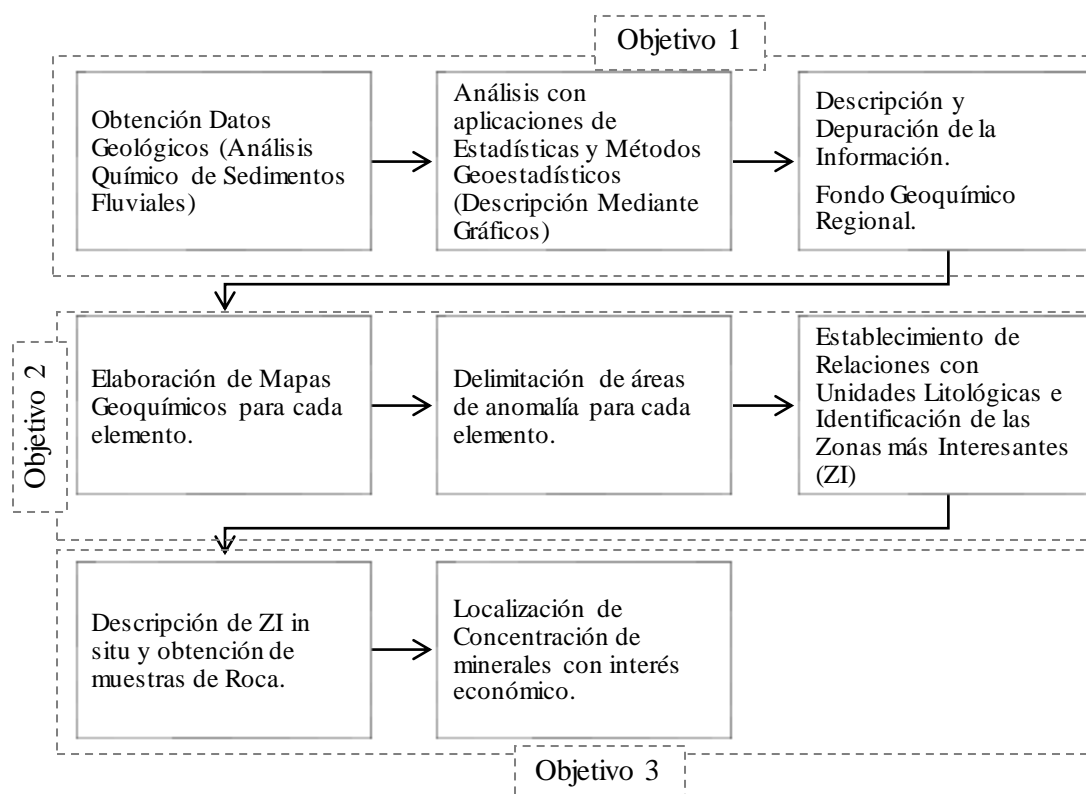 Objetivo 1
Obtención Datos
Geológicos (Análisis
Químico de Sedimentos
Fluviales)
Análisis con
aplicaciones de
Estadísticas y Métodos
Geoestadísticos
(Descripción Mediante
Gráficos)
Descripción y
Depuración de la
Información.
Fondo Geoquímico
Regional.
Objetivo 2
Elaboración de Mapas
Geoquímicos para cada
elemento.
Delimitación de áreas
de anomalía para cada
elemento.
Establecimiento de
Relaciones con
Unidades Litológicas e
Identificación de las
Zonas más Interesantes
(ZI)
Descripción de ZI in
situ y obtención de
muestras de Roca.
Localización de
Concentración de
minerales con interés
económico.
Objetivo 3